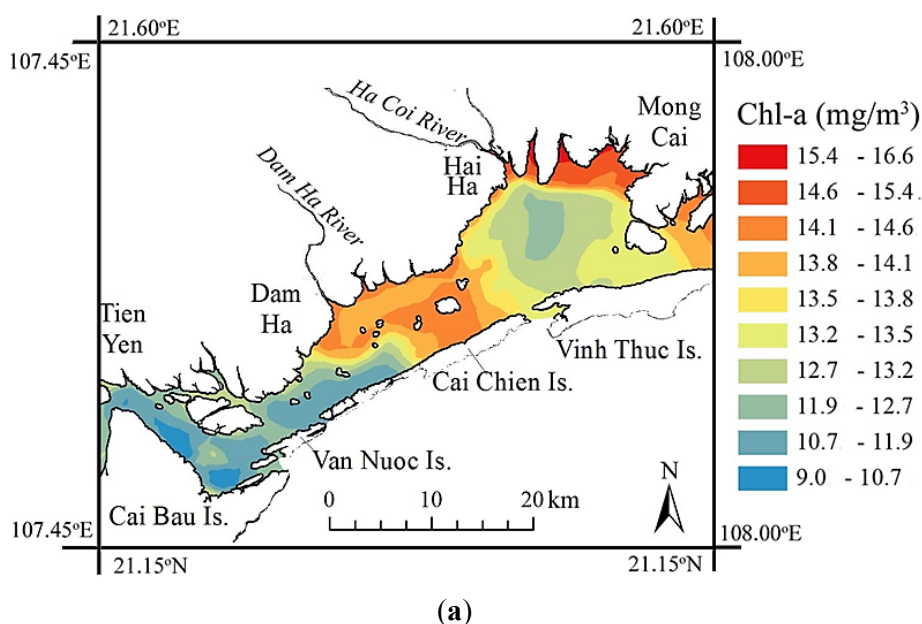 21.60°E
21.60°E
107.45°E
108.00°E
Ha Coi River
Mong
Cai
Hai
Ha
Dam Ha River
Dam
Ha
Tien
Yen
Vinh Thuc Is.
Cai Chien Is.
Van Nuoc Is.
Cai Bau Is.
0 10 20 km
N
107.45°E
108.00°E
21.15°N
21.15°N
Chl-a (mg/m³)
15.4 - 16.6
14.6 - 15.4
14.1 - 14.6
13.8 - 14.1
13.5 - 13.8
13.2 - 13.5
12.7 - 13.2
11.9 - 12.7
10.7 - 11.9
9.0 - 10.7
(a)